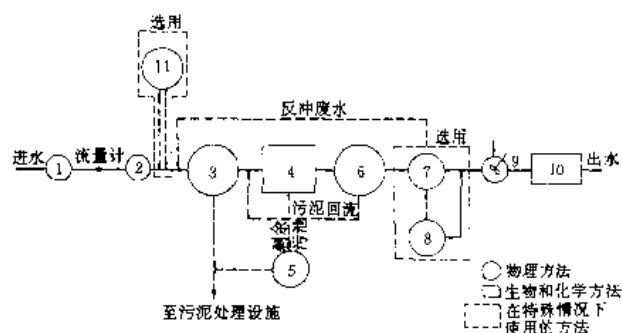 选用
11
反冲废水
选用
进水
1
流量计
2
3
4
6
7
9
10
出水
污泥回流
8
5
至污泥处理设施
物理方法
生物和化学方法
在特殊情况下
使用的方法